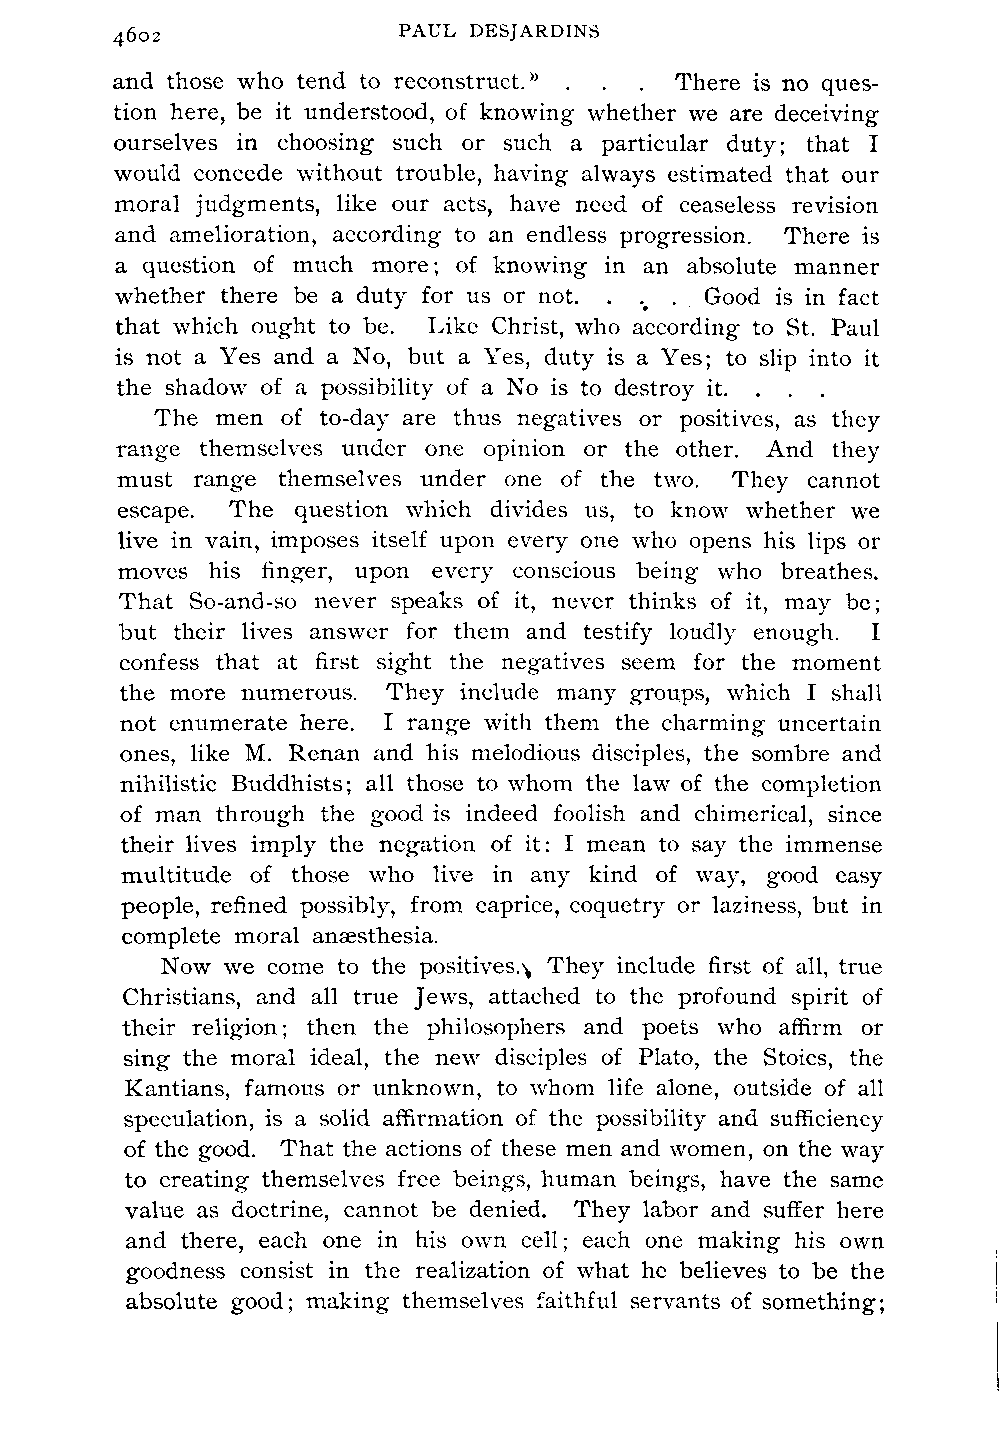 4602
PAUL DESJARDINS
and those who tend to reconstruct." . . . There is no ques-
tion here, be it understood, of knowing whether we are deceiving
ourselves in choosing such or such a particular duty; that I
would concede without trouble, having always estimated that our
moral judgments, like our acts, have need of ceaseless revision
and amelioration, according to an endless progression. There is
a question of much more; of knowing in an absolute manner
whether there be a duty for us or not. . . . Good is in fact
that which ought to be. Like Christ, who according to St. Paul
is not a Yes and a No, but a Yes, duty is a Yes; to slip into it
the shadow of a possibility of a No is to destroy it. . . .
The men of to-day are thus negatives or positives, as they
range themselves under one opinion or the other. And they
must range themselves under one of the two. They cannot
escape. The question which divides us, to know whether we
live in vain, imposes itself upon every one who opens his lips or
moves his finger, upon every conscious being who breathes.
That So-and-so never speaks of it, never thinks of it, may be;
but their lives answer for them and testify loudly enough. I
confess that at first sight the negatives seem for the moment
the more numerous. They include many groups, which I shall
not enumerate here. I range with them the charming uncertain
ones, like M. Renan and his melodious disciples, the sombre and
nihilistic Buddhists; all those to whom the law of the completion
of man through the good is indeed foolish and chimerical, since
their lives imply the negation of it: I mean to say the immense
multitude of those who live in any kind of way, good easy
people, refined possibly, from caprice, coquetry or laziness, but in
complete moral anæsthesia.
Now we come to the positives. They include first of all, true
Christians, and all true Jews, attached to the profound spirit of
their religion; then the philosophers and poets who affirm or
sing the moral ideal, the new disciples of Plato, the Stoics, the
Kantians, famous or unknown, to whom life alone, outside of all
speculation, is a solid affirmation of the possibility and sufficiency
of the good. That the actions of these men and women, on the way
to creating themselves free beings, human beings, have the same
value as doctrine, cannot be denied. They labor and suffer here
and there, each one in his own cell; each one making his own
goodness consist in the realization of what he believes to be the
absolute good; making themselves faithful servants of something;